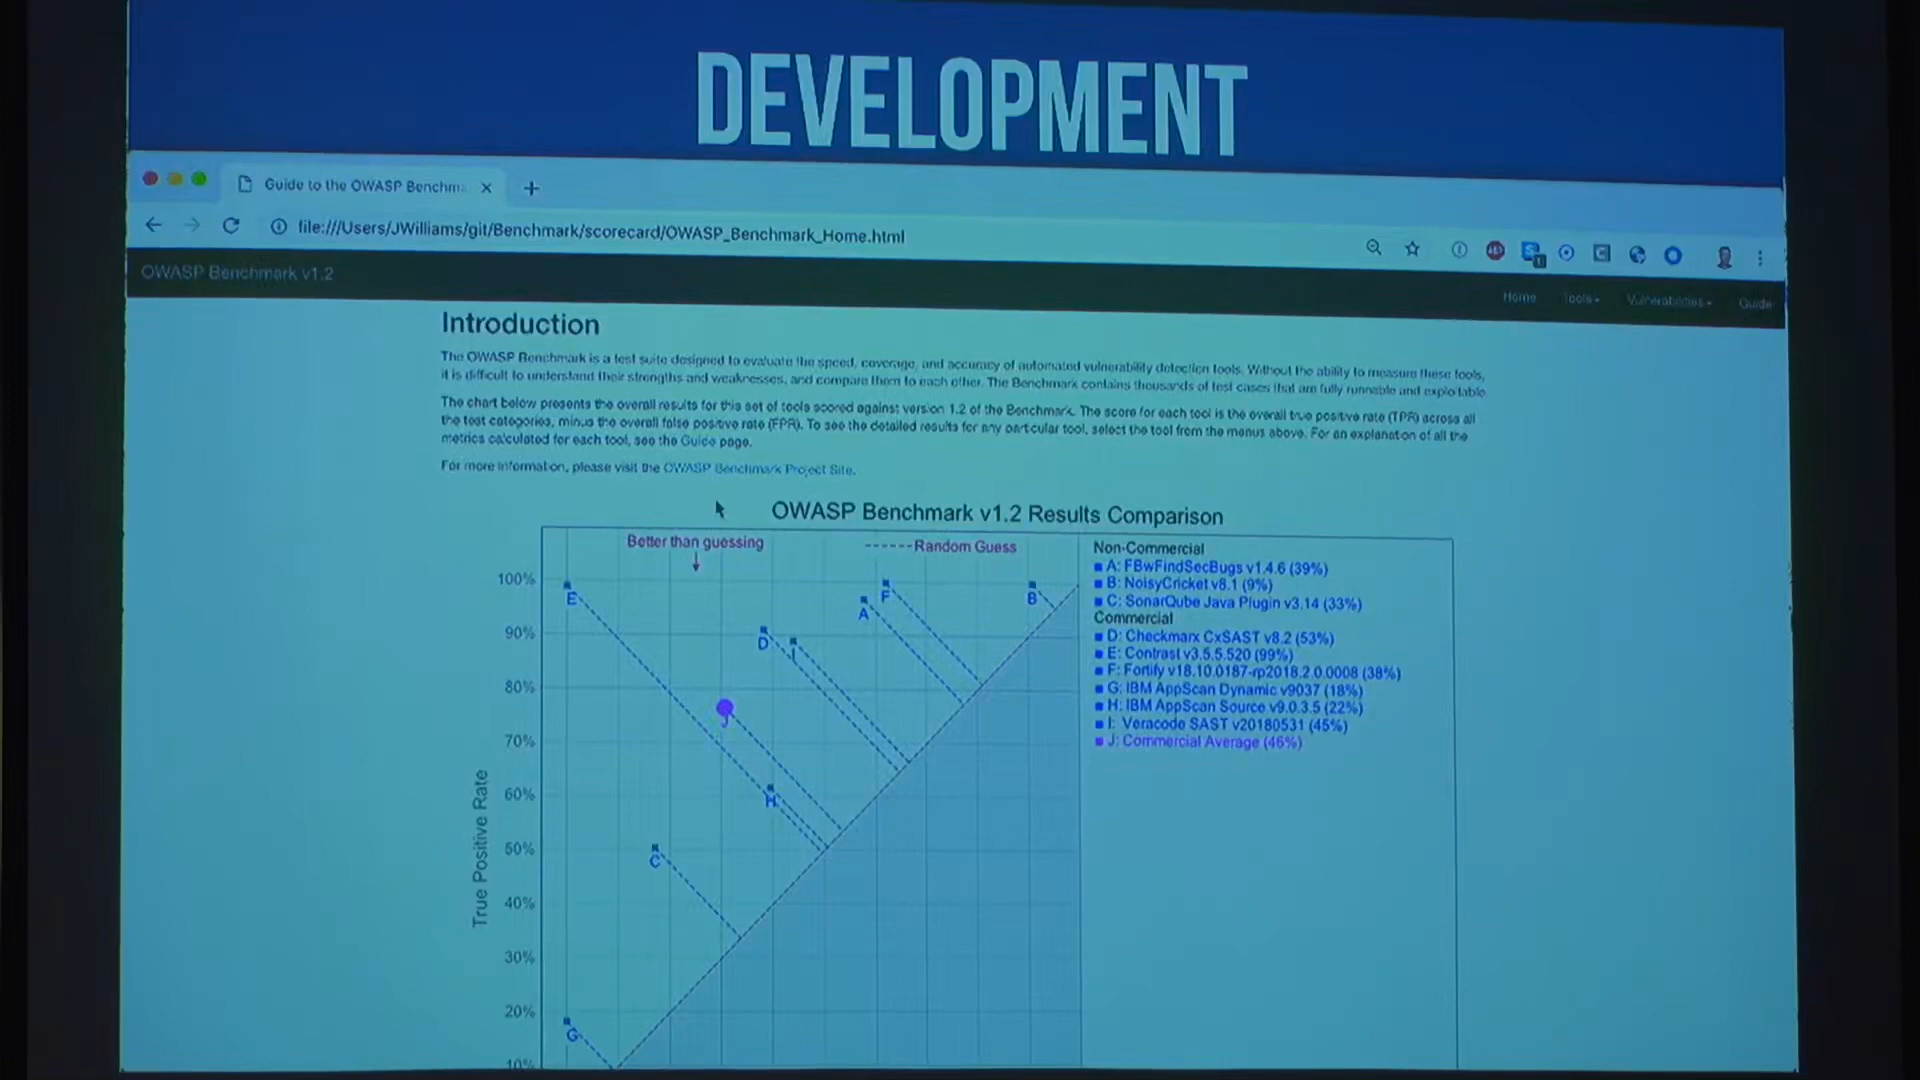 DEVELOPMENT
Guide to the OWASP Benchm
file:///Users/JWilliams/git/Benchmark/scorecard/OWASP_Benchmark_Home.html
OWASP Benchmark v1.2
Home Tools Vulnerabilities Guide
Introduction
The OWASP Benchmark is a test suite designed to evaluate the speed, coverage, and accuracy of automated vulnerability detection tools. Without the ability to measure these tools,
it is difficult to understand their strengths and weaknesses, and compare them to each other. The Benchmark contains thousands of test cases that are fully runnable and exploitable.
The chart below presents the overall results for this set of tools scored against version 1.2 of the Benchmark. The score for each tool is the overall true positive rate (TPR) across all
the test categories, minus the overall false positive rate (FPR). To see the detailed results for any particular tool, select the tool from the menus above. For an explanation of all the
metrics calculated for each tool, see the Guide page.
For more information, please visit the OWASP Benchmark Project Site.
OWASP Benchmark v1.2 Results Comparison
Better than guessing
Random Guess
Non-Commercial
A: FBwFindSecBugs v1.4.6 (39%)
B: NoisyCricket v8.1 (9%)
C: SonarQube Java Plugin v3.14 (33%)
Commercial
D: Checkmarx CxSAST v8.2 (53%)
E: Contrast v3.5.5.520 (99%)
F: Fortify v18.10.0187-rp2018.2.0.0008 (38%)
G: IBM AppScan Dynamic v9037 (18%)
H: IBM AppScan Source v9.0.3.5 (22%)
I: Veracode SAST v20180531 (45%)
J: Commercial Average (46%)
True Positive Rate
100%
90%
80%
70%
60%
50%
40%
30%
20%
10%
E
F
A
B
D
I
J
H
C
G